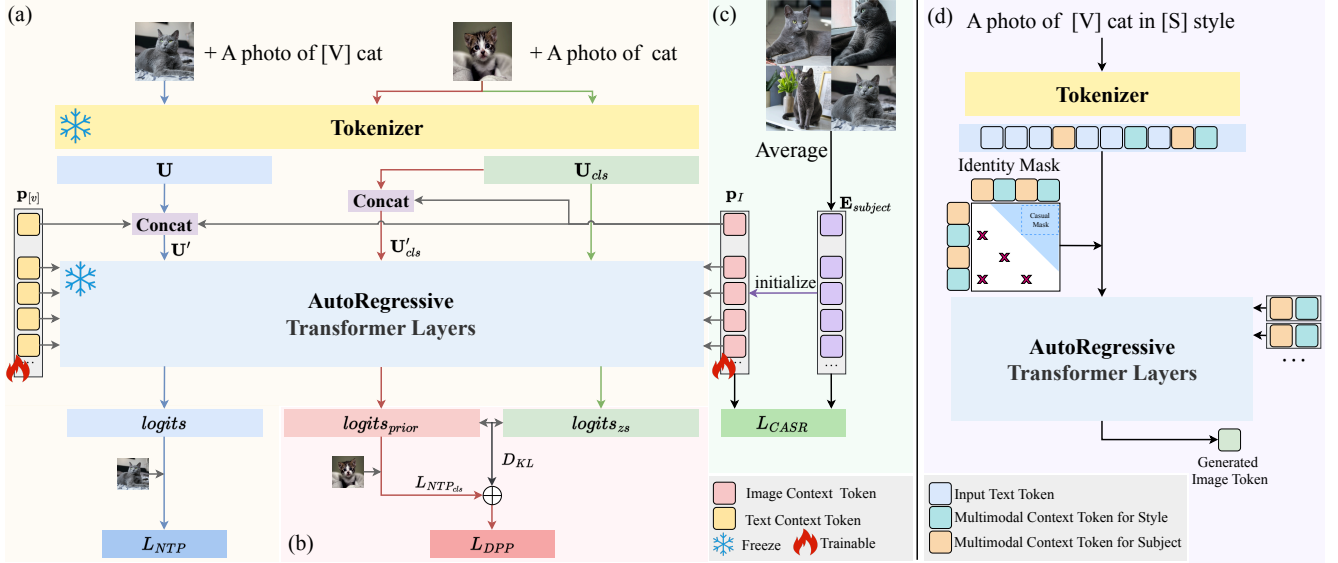 (a)
+ A photo of [V] cat
+ A photo of cat
Tokenizer
U
U_cls
p_[v]
Concat
Concat
U'
U'_cls
AutoRegressive
Transformer Layers
...
logits
logits_prior
logits_zs
D_KL
L_NTP_cls
L_NTP
(b)
L_DPP
(c)
Average
p_I
E_subject
initialize
...
...
L_CASR
Image Context Token
Text Context Token
Freeze
Trainable
(d)
A photo of [V] cat in [S] style
Tokenizer
Identity Mask
Casual
Mask
X
X
X
X
AutoRegressive
Transformer Layers
...
Generated
Image Token
Input Text Token
Multimodal Context Token for Style
Multimodal Context Token for Subject